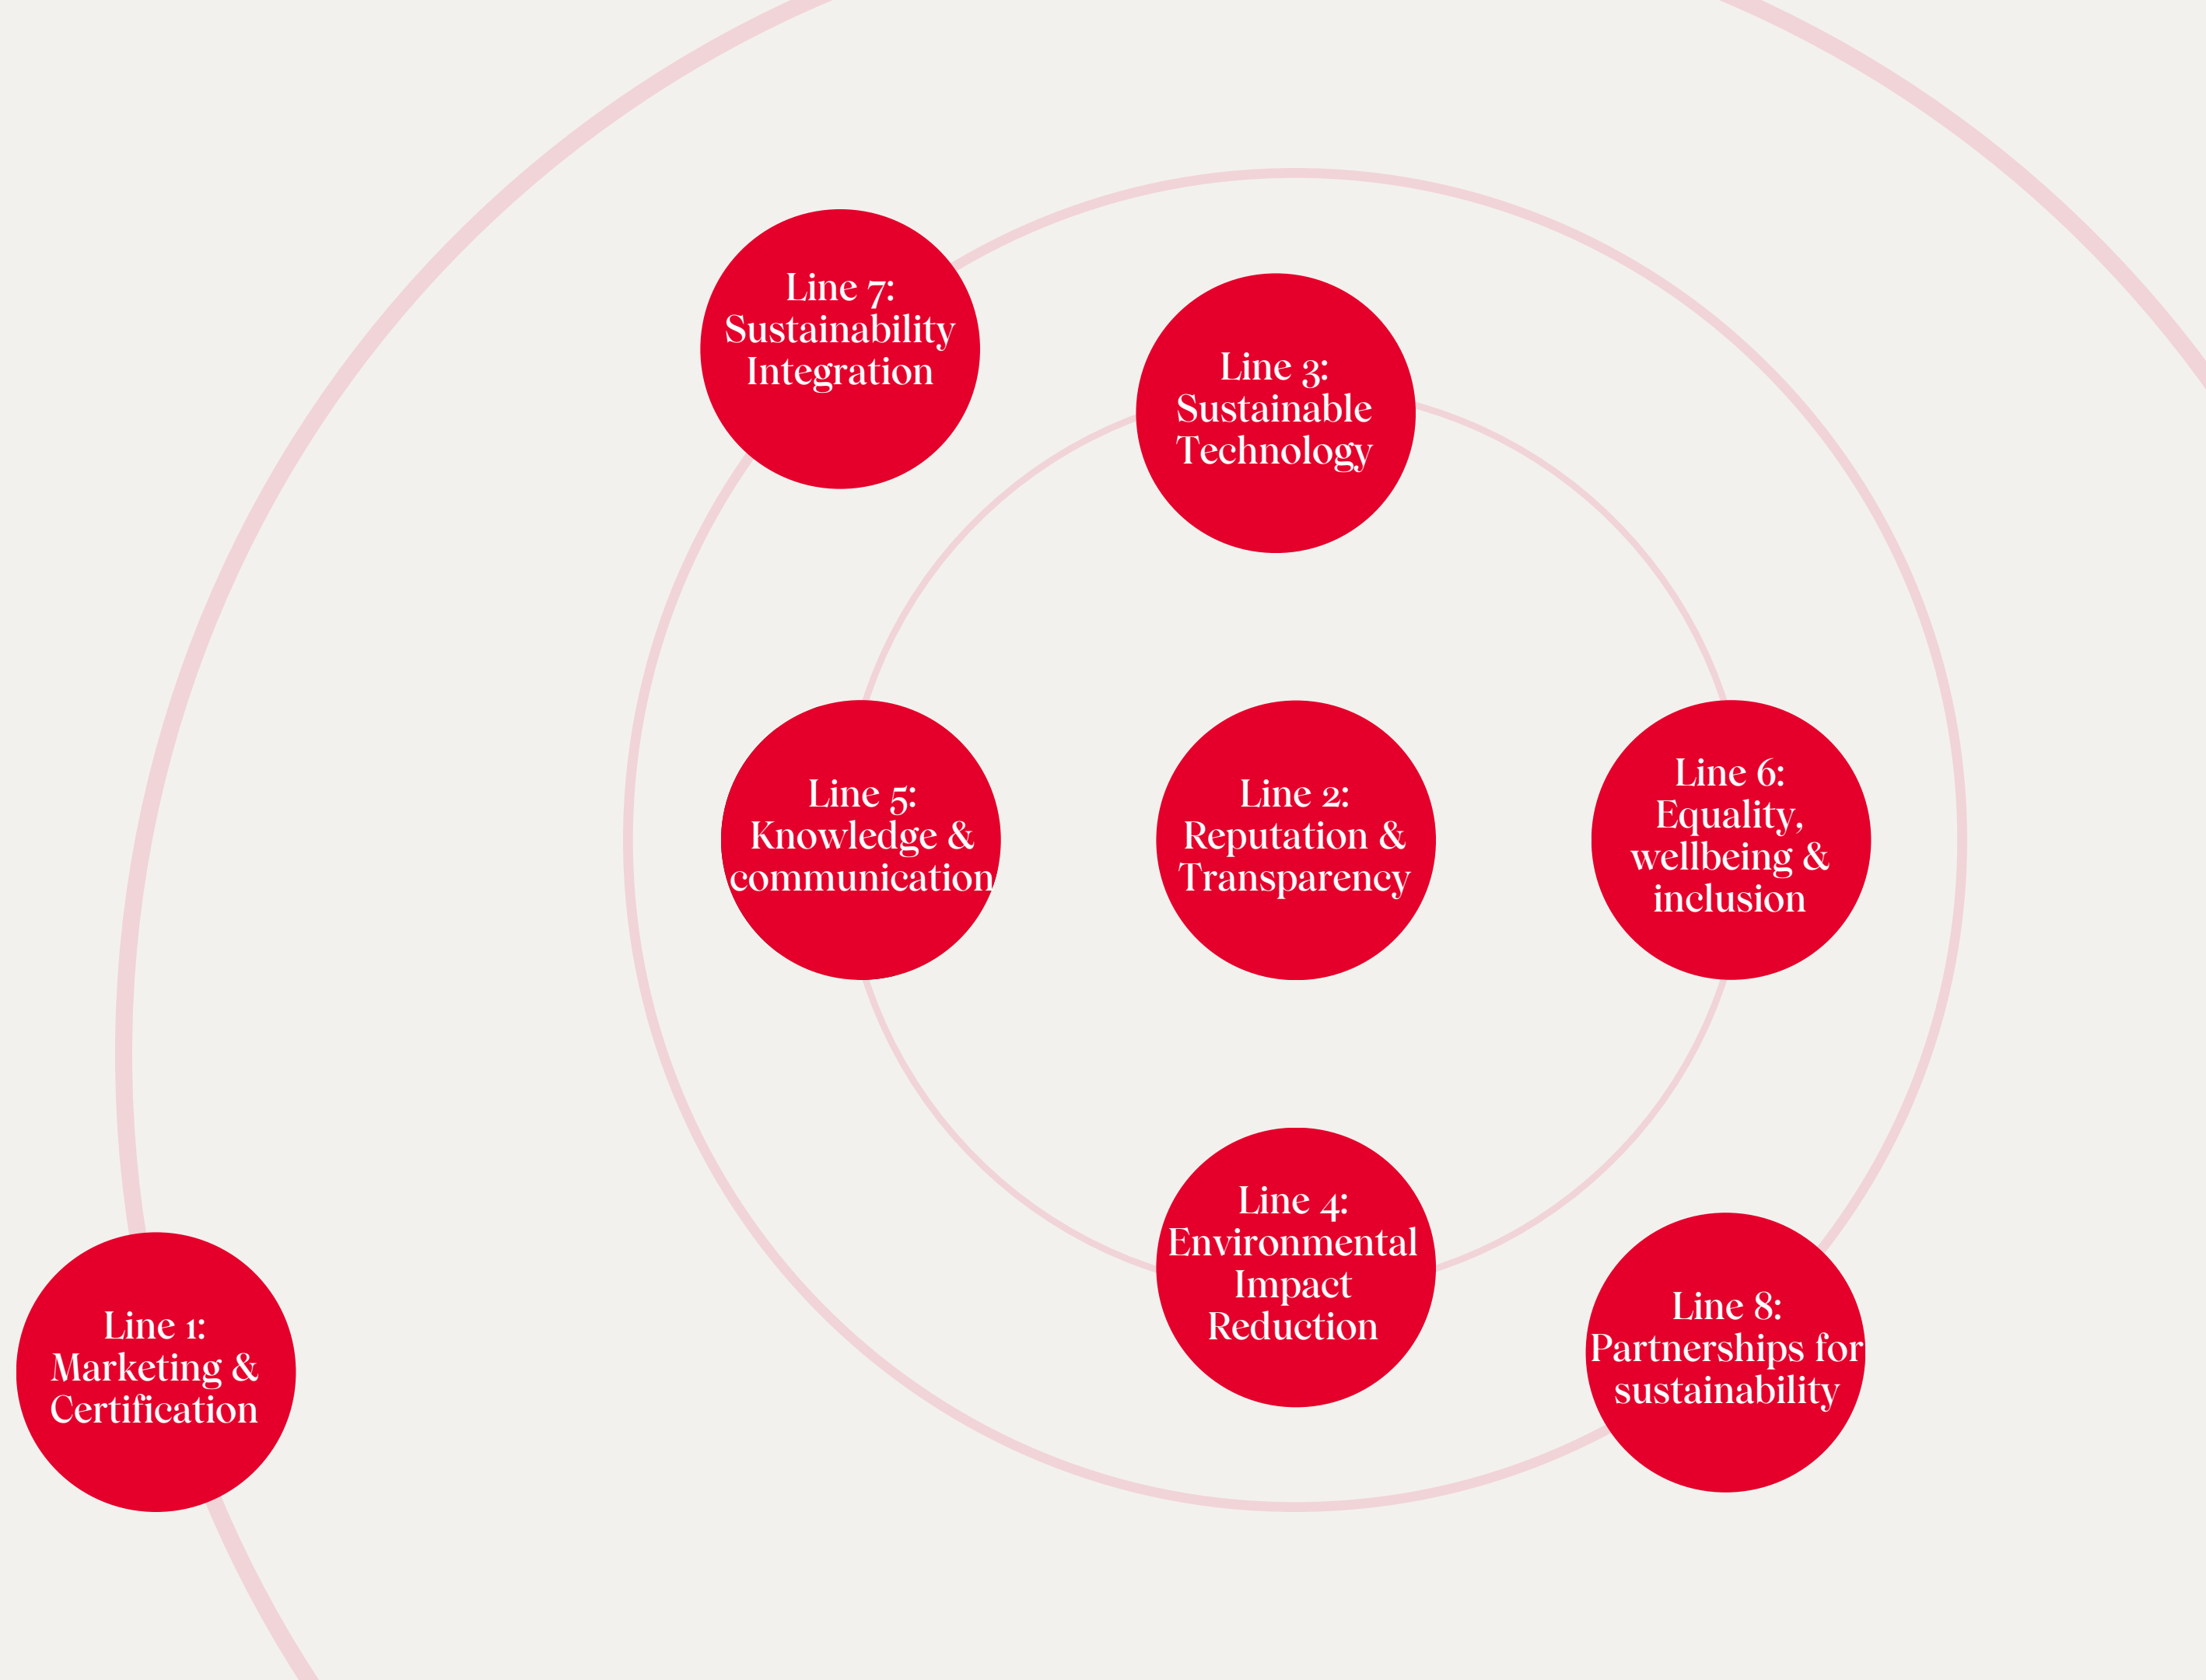 Line 7:
Sustainability
Integration
Line 3:
Sustainable
Technology
Line 5:
Knowledge &
communication
Line 2:
Reputation &
Transparency
Line 6:
Equality,
wellbeing &
inclusion
Line 4:
Environmental
Impact
Reduction
Line 8:
Partnerships for
sustainability
Line 1:
Marketing &
Certification